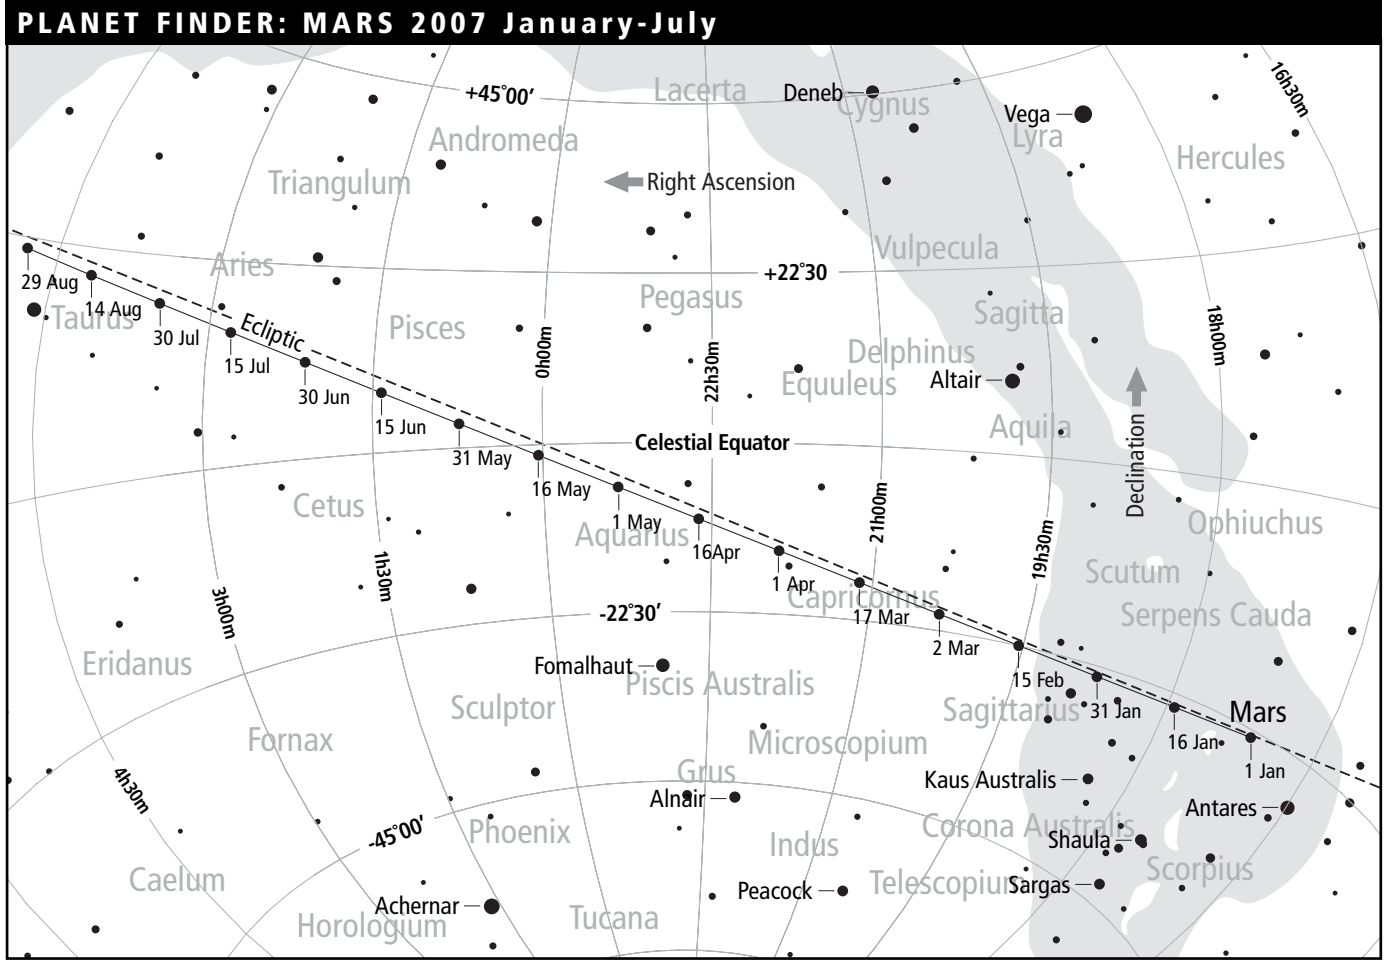 PLANET FINDER: MARS 2007 January-July
+45°00’
Lacerta
Deneb
Cygnus
Vega
Lyra
16h30m
Andromeda
Hercules
Triangulum
Right Ascension
Vulpecula
Aries
+22°30
29 Aug
Pegasus
14 Aug
Taurus
Sagitta
30 Jul
Ecliptic
Pisces
18h00m
15 Jul
0h00m
22h30m
Delphinus
Equuleus
Altair
30 Jun
15 Jun
Aquila
Celestial Equator
31 May
Declination
16 May
Cetus
21h00m
1 May
Ophiuchus
Aquarius
16Apr
19h30m
1h30m
1 Apr
Scutum
Capricornus
3h00m
-22°30’
17 Mar
Serpens Cauda
2 Mar
Eridanus
Fomalhaut
Piscis Australis
15 Feb
Sculptor
Sagittarius
31 Jan
Mars
Fornax
Microscopium
16 Jan
1 Jan
Grus
4h30m
Kaus Australis
Alnair
Antares
-45°00’
Phoenix
Corona Australis
Indus
Shaula
Scorpius
Caelum
Peacock
Telescopium
Sargas
Achernar
Horologium
Tucana